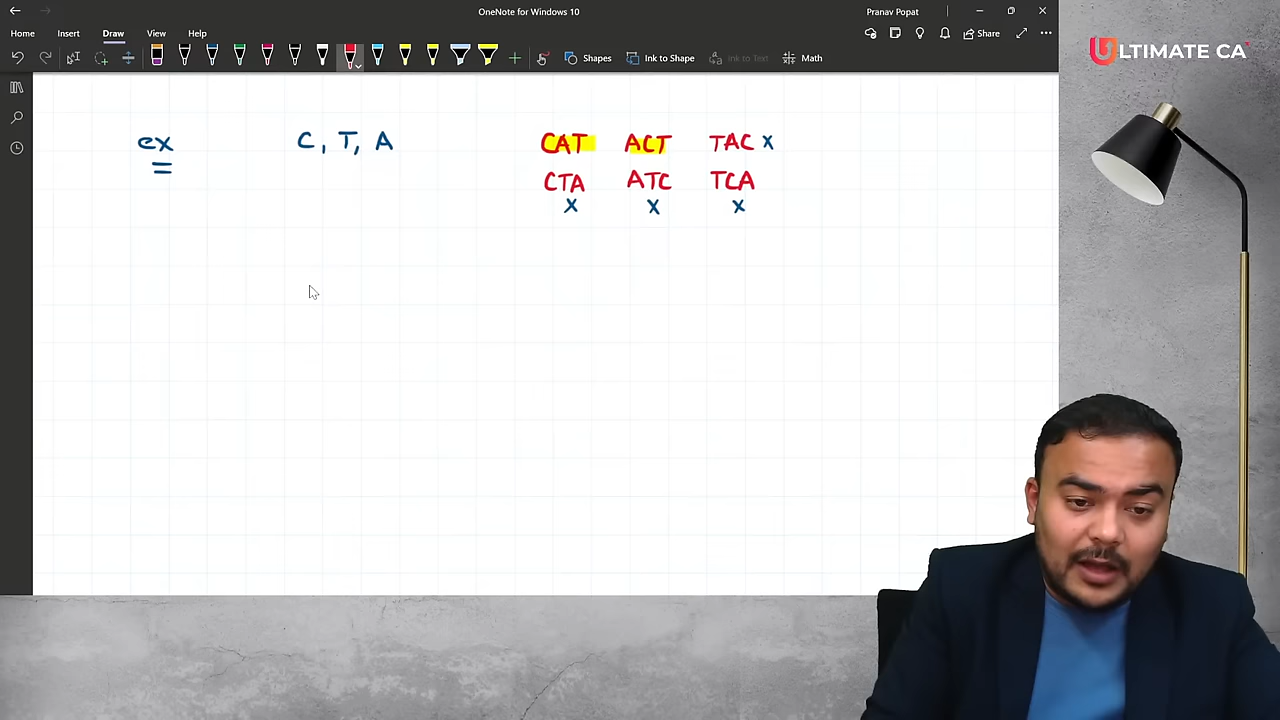 OneNote for Windows 10
Pranav Popat
Home Insert Draw View Help
Share
Shapes Ink to Shape Ink to Text Math
ULTIMATE CA
ex C, T, A CAT ACT TAC x
CTA ATC TCA
x x x